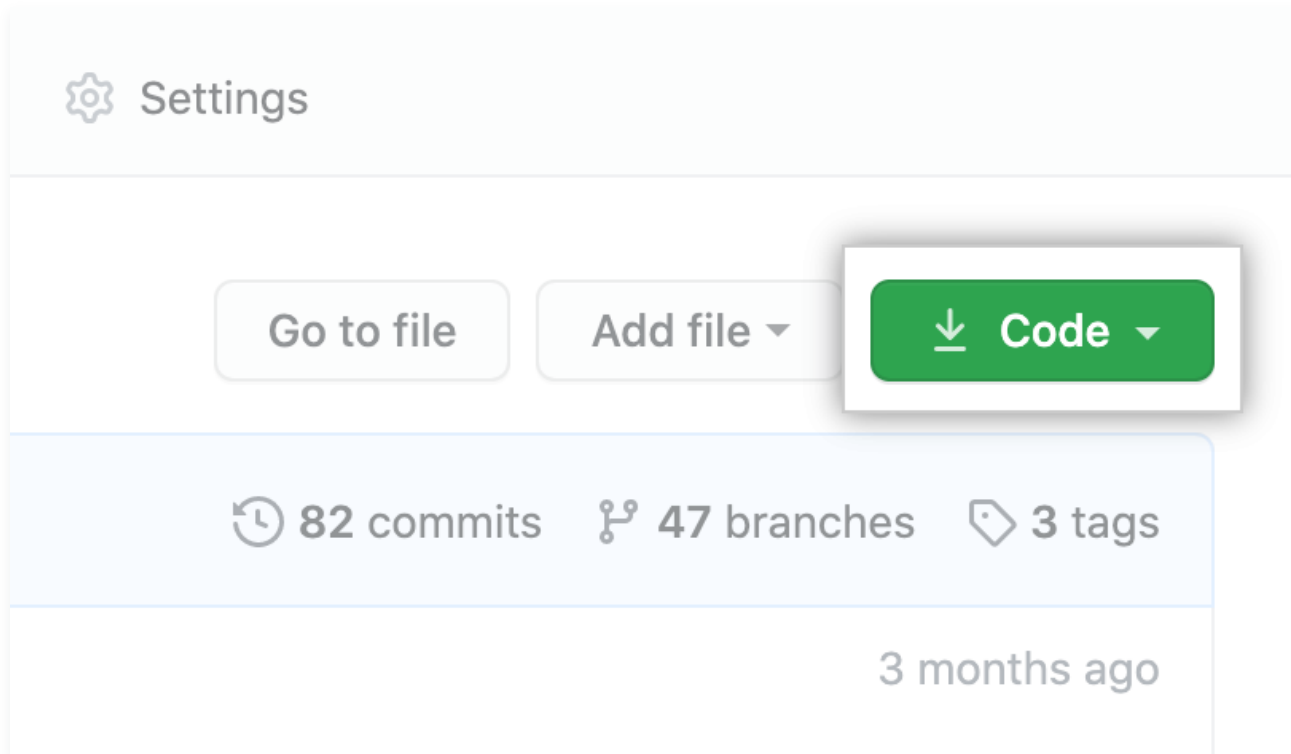 Settings
Go to file Add file Code
82 commits 47 branches 3 tags
3 months ago